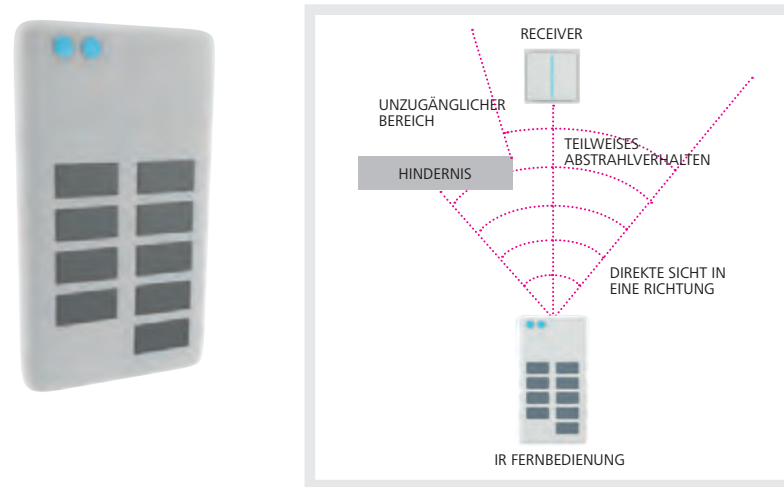 RECEIVER
UNZUGÄNGLICHER
BEREICH
TEILWEISES
ABSTRAHLVERHALTEN
HINDERNIS
DIREKTE SICHT IN
EINE RICHTUNG
IR FERNBEDIENUNG